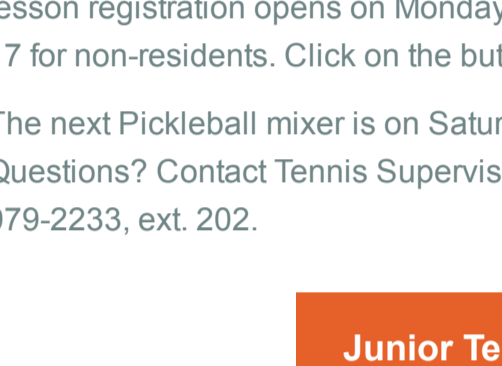 esson registration opens on Monday
7 for non-residents. Click on the but
The next Pickleball mixer is on Satur
Questions? Contact Tennis Supervis
979-2233, ext. 202.
Junior Te